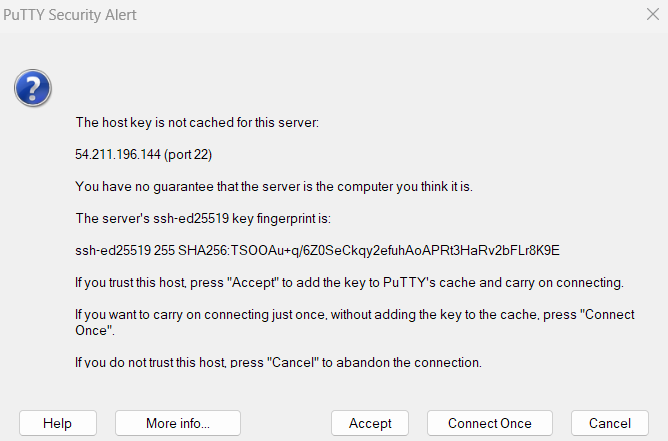 PuTTY Security Alert
The host key is not cached for this server:
54.211.196.144 (port 22)
You have no guarantee that the server is the computer you think it is.
The server's ssh-ed25519 key fingerprint is:
ssh-ed25519 255 SHA256:TSOOAu+q/6Z0SeCkqy2efuhAoAPRt3HaRv2bFLr8K9E
If you trust this host, press "Accept" to add the key to PuTTY's cache and carry on connecting.
If you want to carry on connecting just once, without adding the key to the cache, press "Connect
Once".
If you do not trust this host, press "Cancel" to abandon the connection.
Help More info... Accept Connect Once Cancel